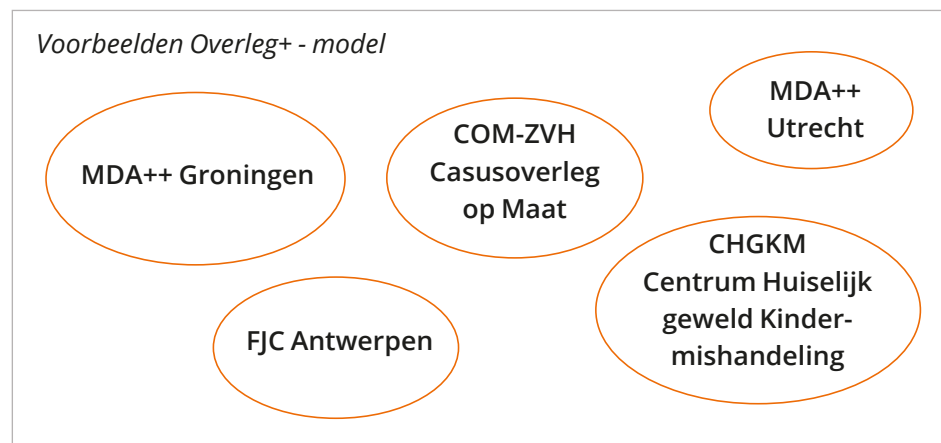 Voorbeelden Overleg+ - model
MDA++ Groningen
COM-ZVH
Casusoverleg
op Maat
MDA++
Utrecht
FJC Antwerpen
CHGKM
Centrum Huiselijk
geweld Kinder-
mishandeling